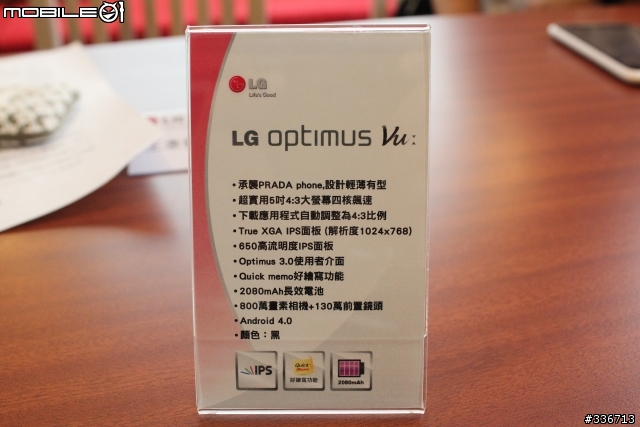 MOBILE01
LG
Life's Good
LG optimus Vu:
•承襲PRADA phone,設計輕薄有型
•超實用5吋4:3大螢幕四核飆速
•下載應用程式自動調整為4:3比例
•True XGA IPS面板 (解析度1024x768)
•650高流明度IPS面板
•Optimus 3.0使用者介面
•Quick memo好繪寫功能
•2080mAh長效電池
•800萬畫素相機+130萬前置鏡頭
•Android 4.0
•顏色：黑
IPS
Quick Memo
好繪寫功能
2080mAh
#336713